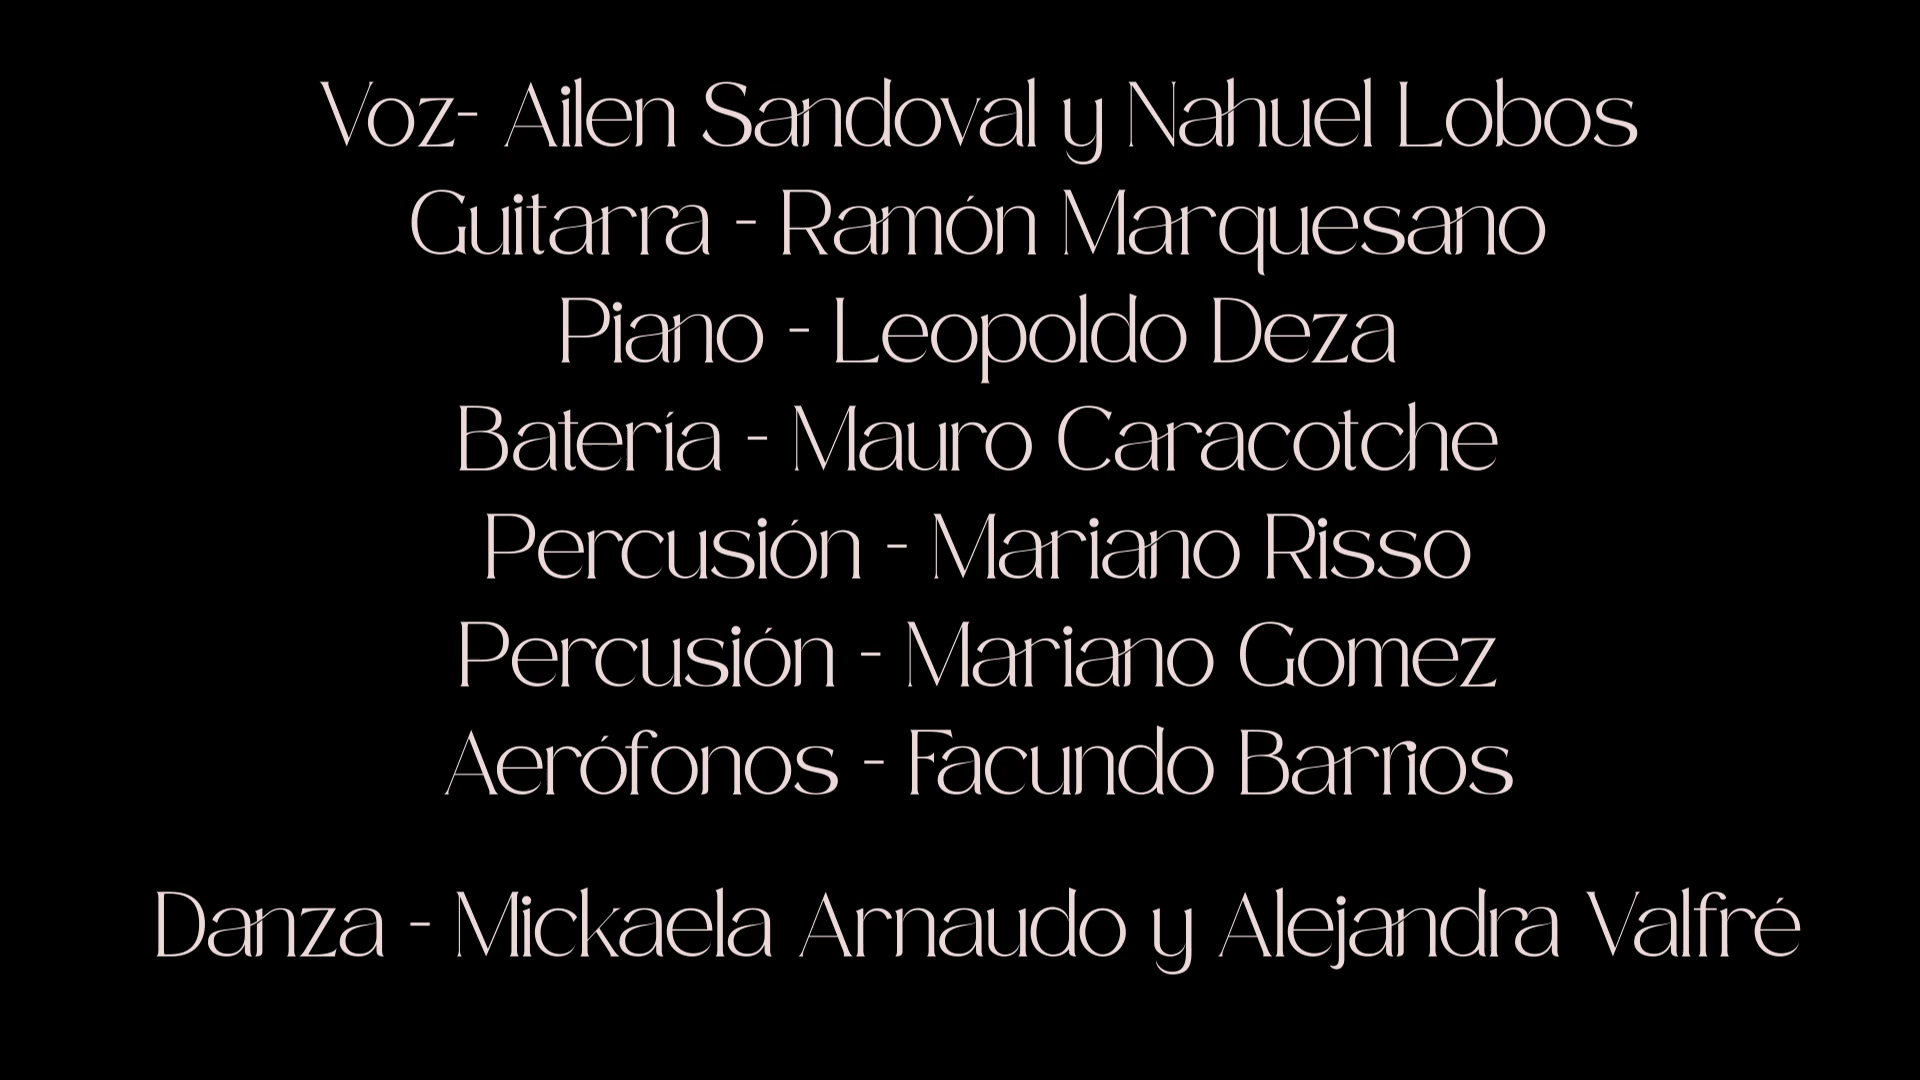 Voz- Ailen Sandoval y Nahuel Lobos
Guitarra - Ramón Marquesano
Piano - Leopoldo Deza
Batería - Mauro Caracotche
Percusión - Mariano Risso
Percusión - Mariano Gomez
Aerófonos - Facundo Barrios
Danza - Mickaela Arnaudo y Alejandra Valfré